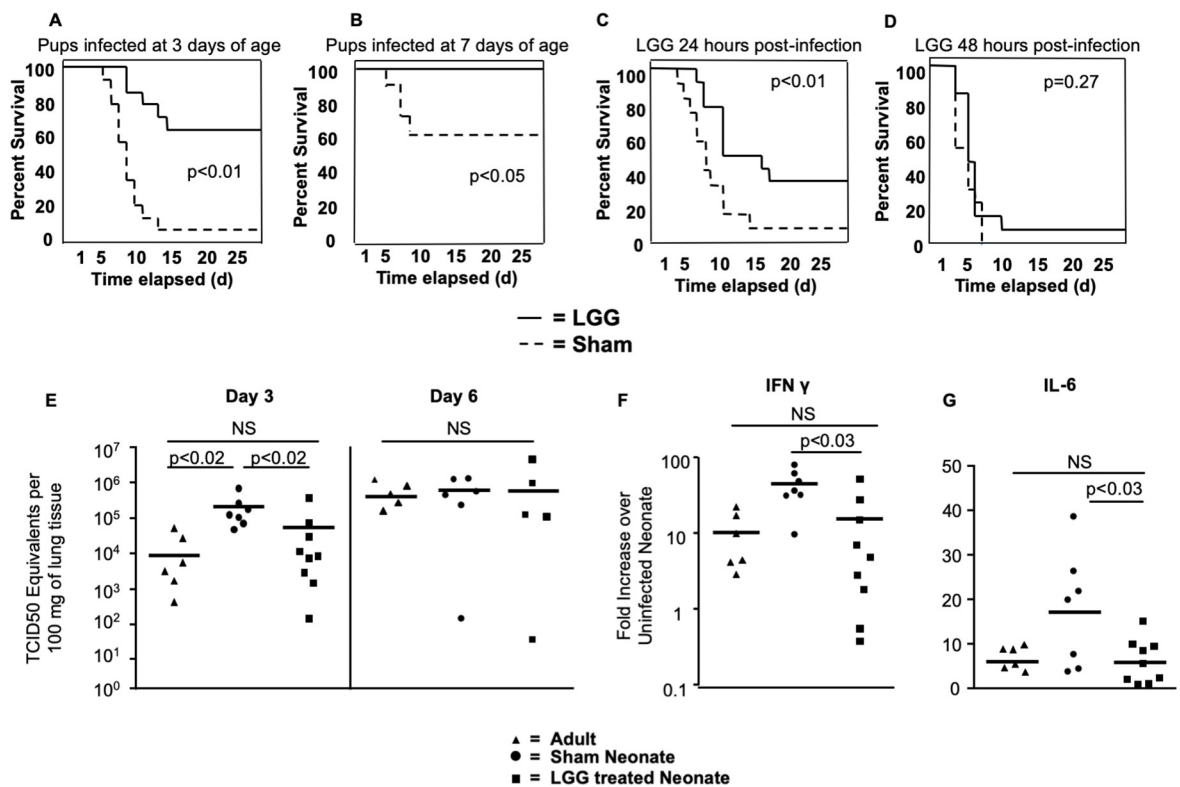 A
Pups infected at 3 days of age
Percent Survival
100
80
60
40
20
0
p<0.01
1 5 10 15 20 25
Time elapsed (d)
B
Pups infected at 7 days of age
Percent Survival
100
80
60
40
20
0
p<0.05
1 5 10 15 20 25
Time elapsed (d)
C
LGG 24 hours post-infection
Percent Survival
100
80
60
40
20
0
p<0.01
1 5 10 15 20 25
Time elapsed (d)
D
LGG 48 hours post-infection
Percent Survival
100
80
60
40
20
0
p=0.27
1 5 10 15 20 25
Time elapsed (d)
= LGG
= Sham
E
Day 3
Day 6
NS
NS
p<0.02
p<0.02
TCID50 Equivalents per
100 mg of lung tissue
10⁷
10⁶
10⁵
10⁴
10³
10²
10¹
10⁰
F
IFN γ
NS
p<0.03
Fold Increase over
Uninfected Neonate
100
10
1
0.1
G
IL-6
NS
p<0.03
50
40
30
20
10
0
= Adult
= Sham Neonate
= LGG treated Neonate